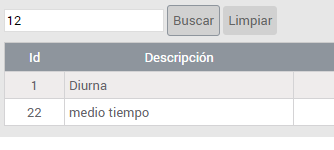 12 Buscar Limpiar
Id Descripción
1 Diurna
22 medio tiempo